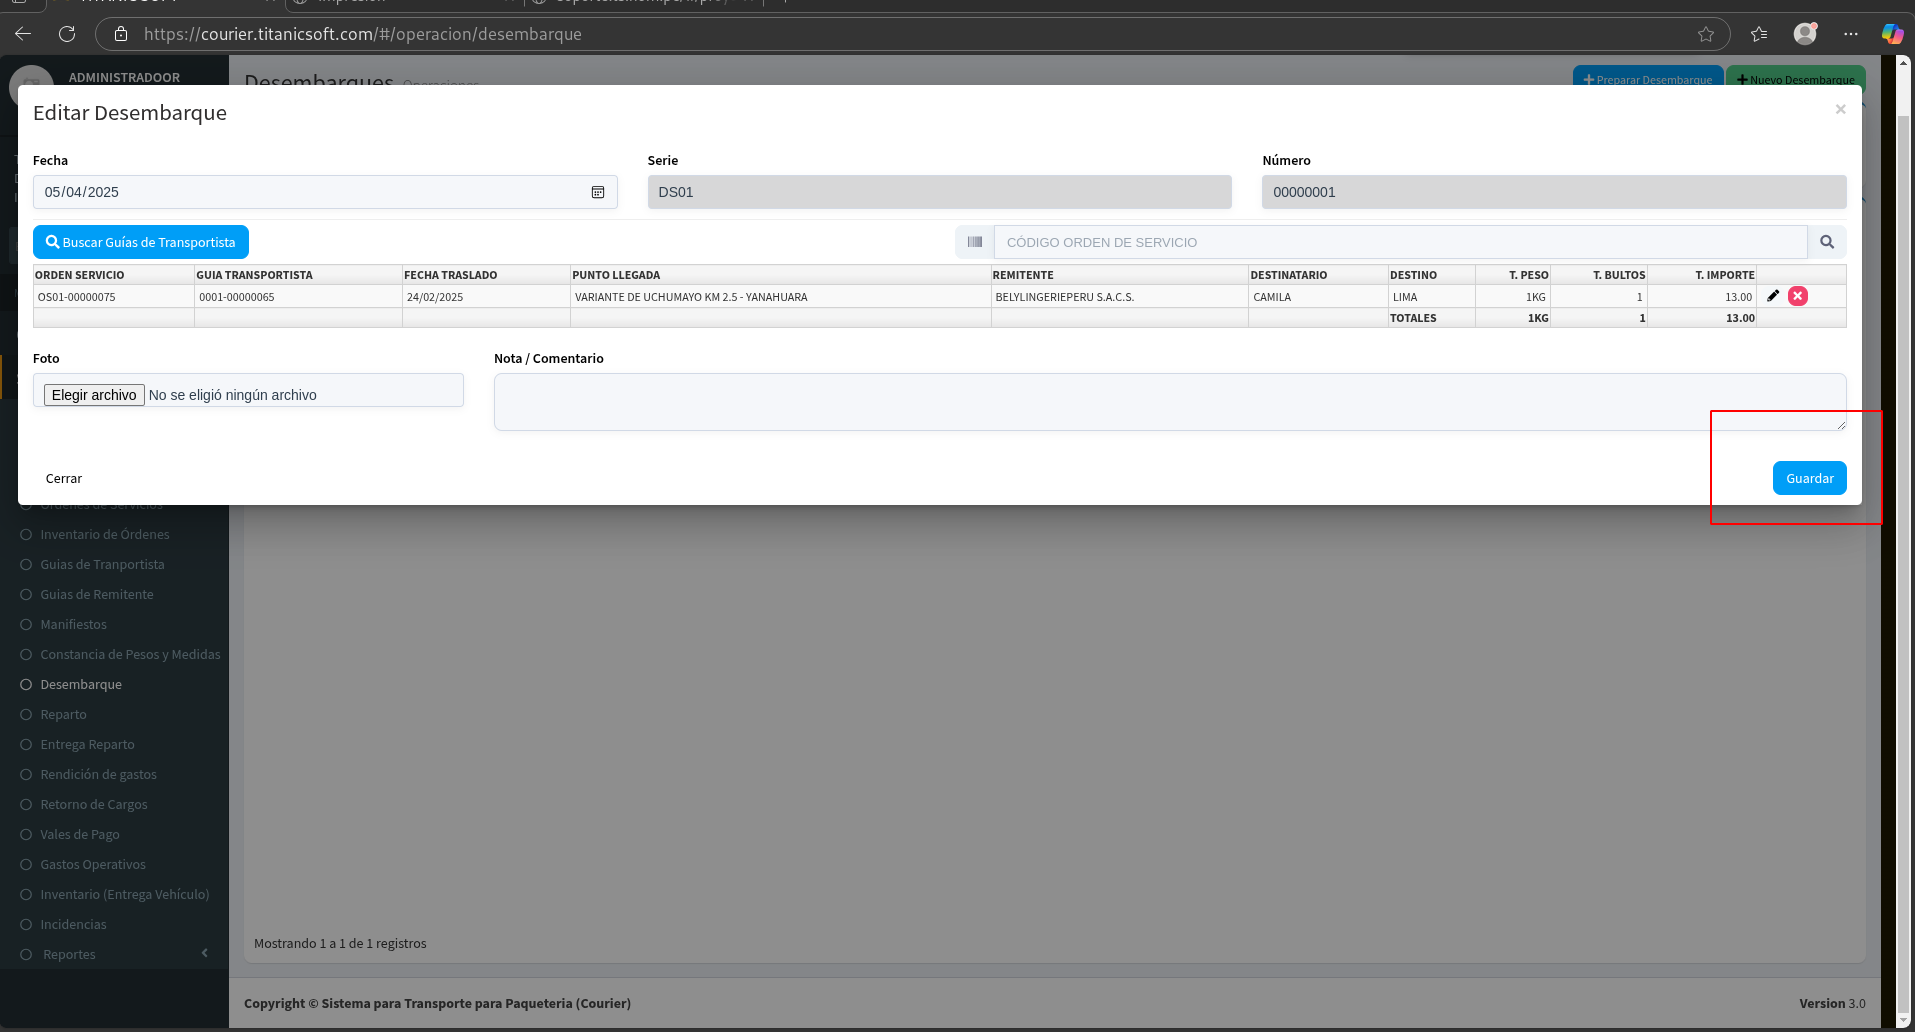 https://courier.titanicsoft.com/#/operacion/desembarque
ADMINISTRADOOR
Desembarques Operaciones
Preparar Desembarque
Nuevo Desembarque
Editar Desembarque
×
Fecha
Serie
Número
05/04/2025
DS01
00000001
Buscar Guías de Transportista
CÓDIGO ORDEN DE SERVICIO
ORDEN SERVICIO GUIA TRANSPORTISTA FECHA TRASLADO PUNTO LLEGADA REMITENTE DESTINATARIO DESTINO T. PESO T. BULTOS T. IMPORTE
OS01-00000075 0001-00000065 24/02/2025 VARIANTE DE UCHUMAYO KM 2.5 - YANAHUARA BELYLINGERIEPERU S.A.C.S. CAMILA LIMA 1KG 1 13.00
TOTALES 1KG 1 13.00
Foto
Nota / Comentario
Elegir archivo No se eligió ningún archivo
Cerrar
Guardar
Órdenes de Servicios
Inventario de Órdenes
Guias de Tranportista
Guias de Remitente
Manifiestos
Constancia de Pesos y Medidas
Desembarque
Reparto
Entrega Reparto
Rendición de gastos
Retorno de Cargos
Vales de Pago
Gastos Operativos
Inventario (Entrega Vehículo)
Incidencias
Reportes
Mostrando 1 a 1 de 1 registros
Copyright © Sistema para Transporte para Paqueteria (Courier)
Version 3.0